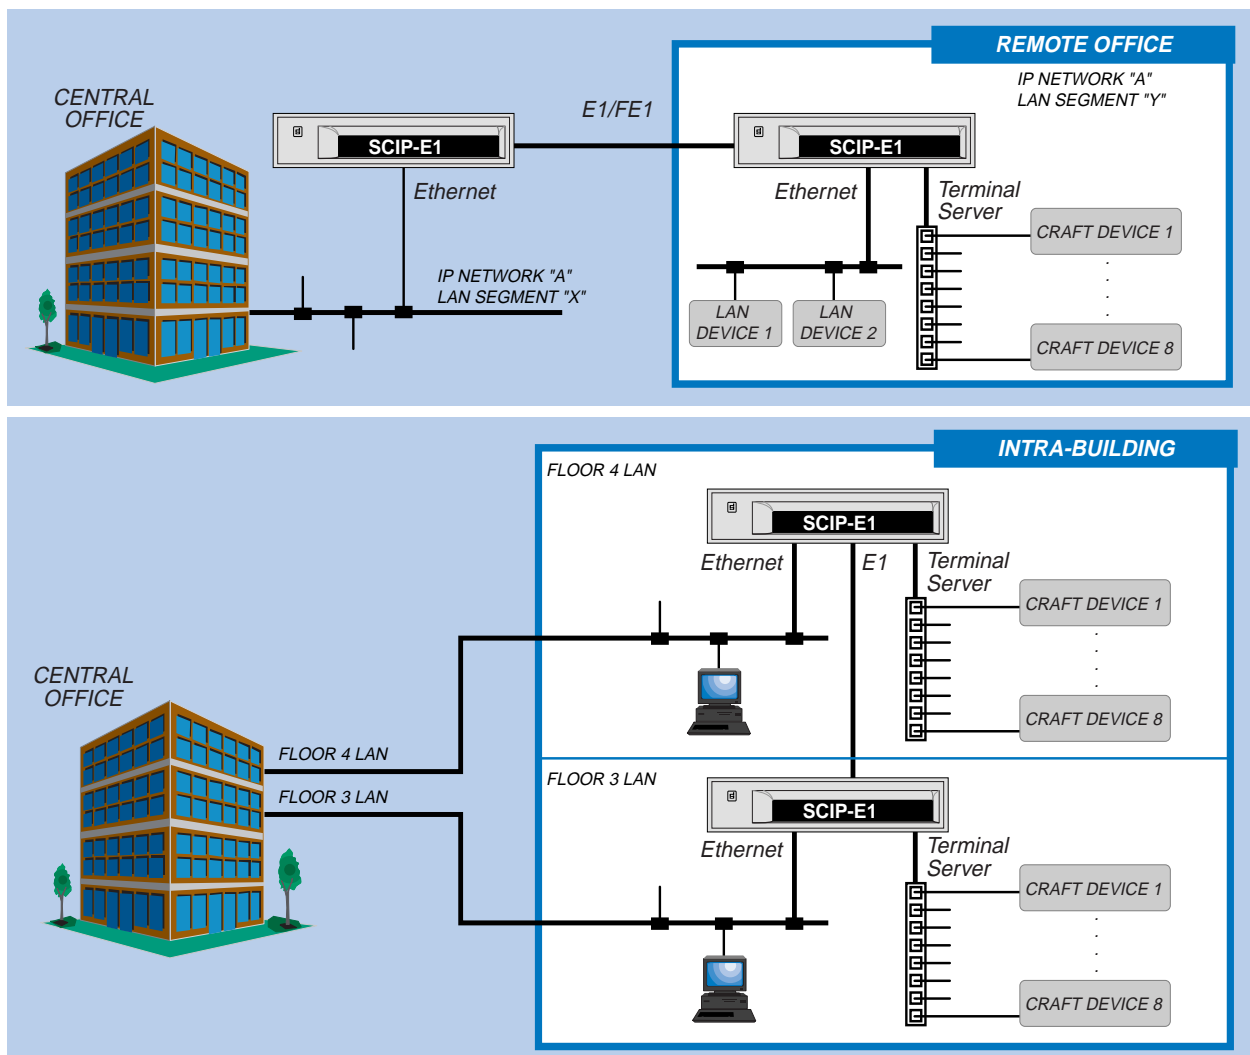 REMOTE OFFICE
IP NETWORK "A"
LAN SEGMENT "Y"
CENTRAL
OFFICE
E1/FE1
SCIP-E1
SCIP-E1
Ethernet
Ethernet
Terminal
Server
CRAFT DEVICE 1
IP NETWORK "A"
LAN SEGMENT "X"
LAN
DEVICE 1
LAN
DEVICE 2
CRAFT DEVICE 8
INTRA-BUILDING
FLOOR 4 LAN
SCIP-E1
Ethernet
E1
Terminal
Server
CRAFT DEVICE 1
CENTRAL
OFFICE
CRAFT DEVICE 8
FLOOR 4 LAN
FLOOR 3 LAN
FLOOR 3 LAN
SCIP-E1
Ethernet
Terminal
Server
CRAFT DEVICE 1
CRAFT DEVICE 8